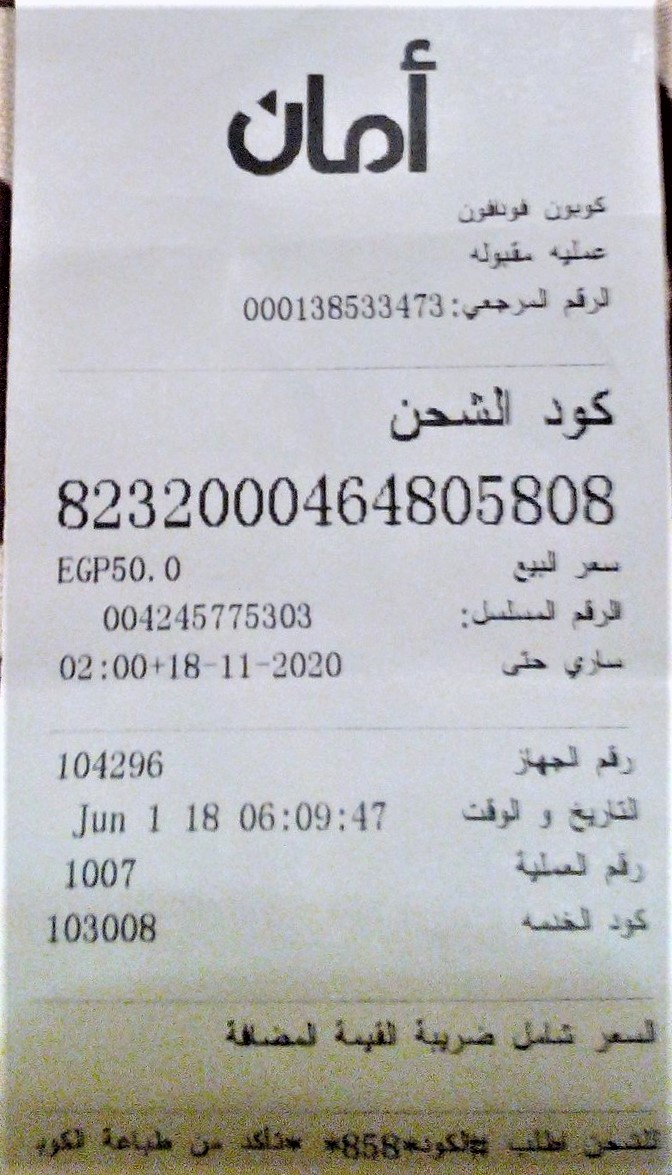 أمان
كوبون فودافون
عمليه مقبوله
الرقم المرجعي:000138533473
كود الشحن
8232000464805808
سعر البيع EGP50.0
الرقم المسلسل: 004245775303
ساري حتى 02:00+18-11-2020
رقم الجهاز 104296
التاريخ و الوقت Jun 1 18 06:09:47
رقم العملية 1007
كود الخدمه 103008
السعر شامل ضريبة القيمة المضافة
للشحن اطلب #الكود*858* *تأكد من طباعة الكود